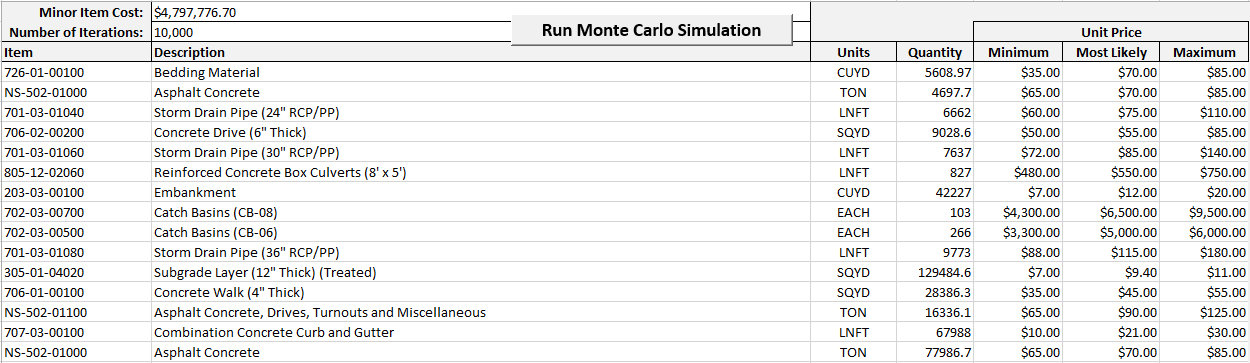 Minor Item Cost: $4,797,776.70
Number of Iterations: 10,000 Run Monte Carlo Simulation Unit Price
Item Description Units Quantity Minimum Most Likely Maximum
726-01-00100 Bedding Material CUYD 5608.97 $35.00 $70.00 $85.00
NS-502-01000 Asphalt Concrete TON 4697.7 $65.00 $70.00 $85.00
701-03-01040 Storm Drain Pipe (24" RCP/PP) LNFT 6662 $60.00 $75.00 $110.00
706-02-00200 Concrete Drive (6" Thick) SQYD 9028.6 $50.00 $55.00 $85.00
701-03-01060 Storm Drain Pipe (30" RCP/PP) LNFT 7637 $72.00 $85.00 $140.00
805-12-02060 Reinforced Concrete Box Culverts (8' x 5') LNFT 827 $480.00 $550.00 $750.00
203-03-00100 Embankment CUYD 42227 $7.00 $12.00 $20.00
702-03-00700 Catch Basins (CB-08) EACH 103 $4,300.00 $6,500.00 $9,500.00
702-03-00500 Catch Basins (CB-06) EACH 266 $3,300.00 $5,000.00 $6,000.00
701-03-01080 Storm Drain Pipe (36" RCP/PP) LNFT 9773 $88.00 $115.00 $180.00
305-01-04020 Subgrade Layer (12" Thick) (Treated) SQYD 129484.6 $7.00 $9.40 $11.00
706-01-00100 Concrete Walk (4" Thick) SQYD 28386.3 $35.00 $45.00 $55.00
NS-502-01100 Asphalt Concrete, Drives, Turnouts and Miscellaneous TON 16336.1 $65.00 $90.00 $125.00
707-03-00100 Combination Concrete Curb and Gutter LNFT 67988 $10.00 $21.00 $30.00
NS-502-01000 Asphalt Concrete TON 77986.7 $65.00 $70.00 $85.00